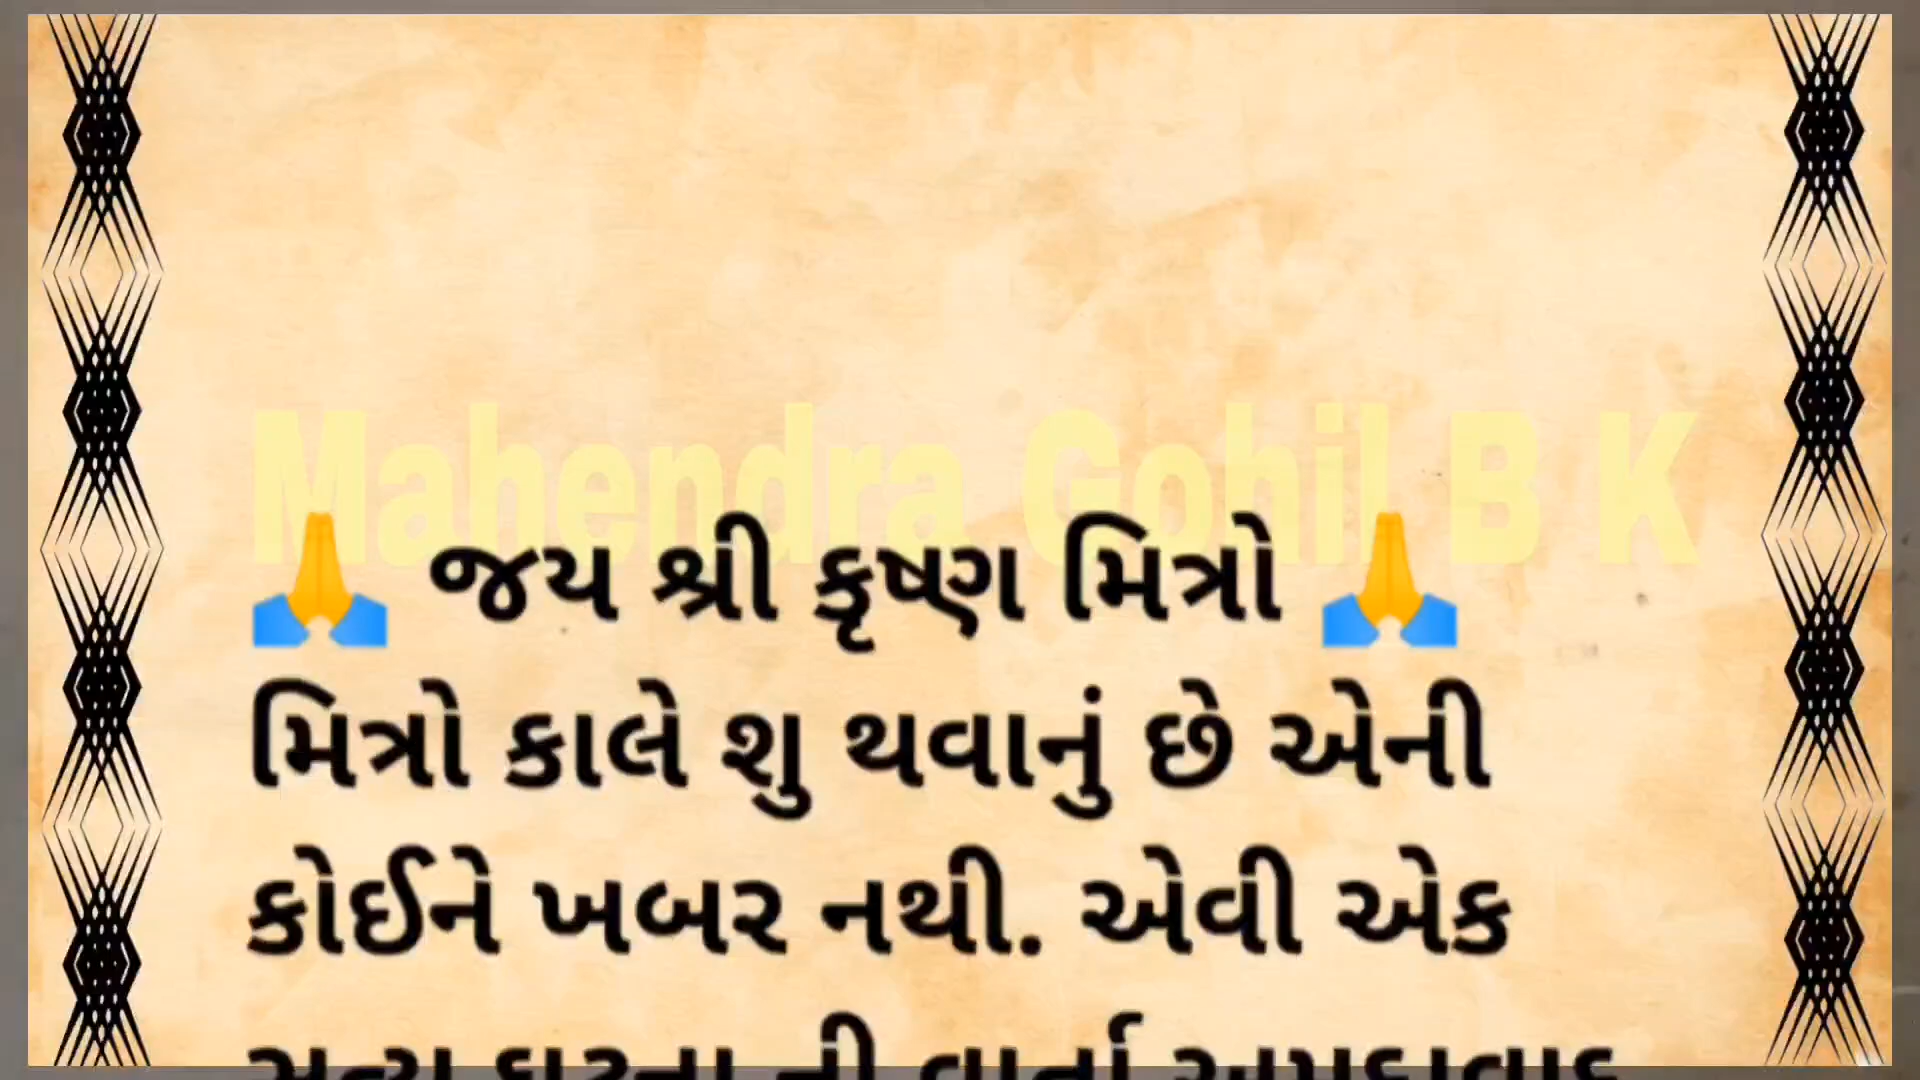 Mahendra Gohil B K
🙏 જય શ્રી કૃષ્ણ મિત્રો 🙏
મિત્રો કાલે શુ થવાનું છે એની
કોઈને ખબર નથી. એવી એક